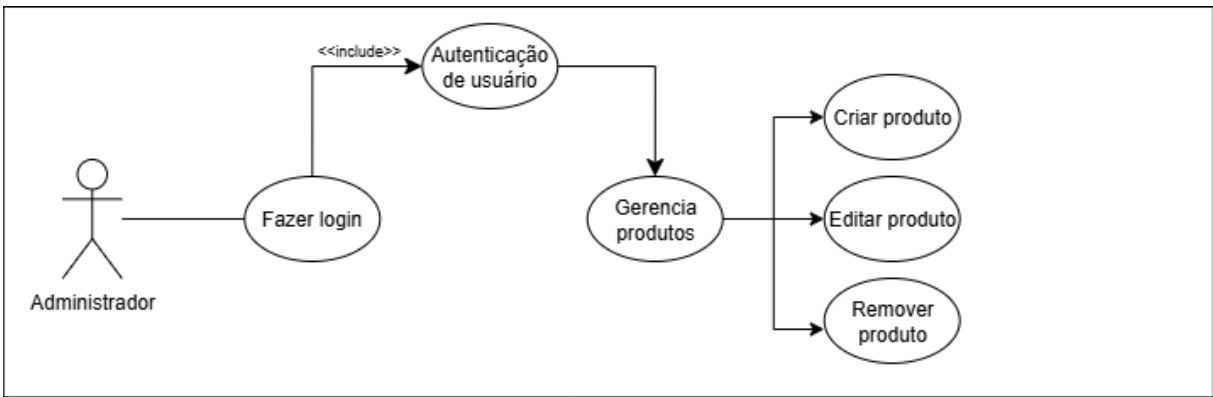 <<include>>
Autenticação
de usuário
Criar produto
Fazer login
Gerencia
produtos
Editar produto
Administrador
Remover
produto